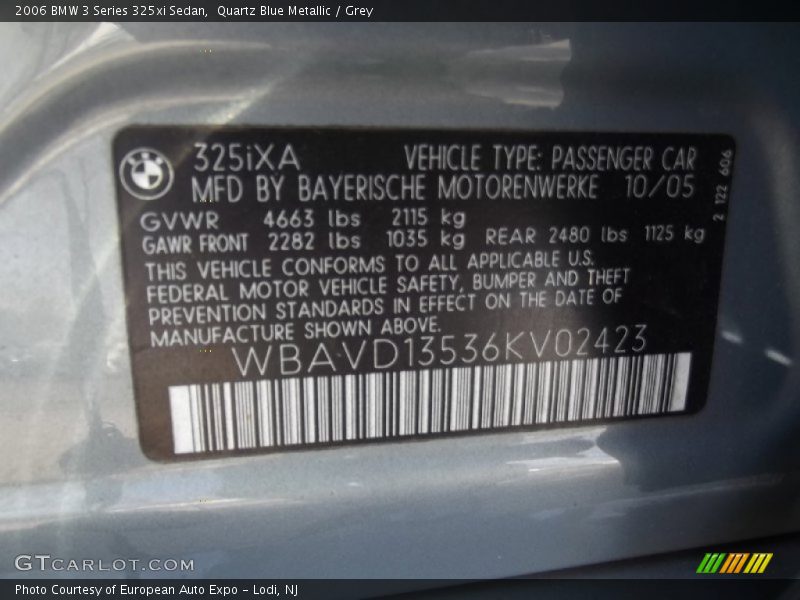 2006 BMW 3 Series 325xi Sedan,  Quartz Blue Metallic / Grey
BMW
325iXA VEHICLE TYPE: PASSENGER CAR
MFD BY BAYERISCHE MOTORENWERKE 10/05
2 122 606
GVWR 4663 lbs 2115 kg
GAWR FRONT 2282 lbs 1035 kg REAR 2480 lbs 1125 kg
THIS VEHICLE CONFORMS TO ALL APPLICABLE U.S.
FEDERAL MOTOR VEHICLE SAFETY, BUMPER AND THEFT
PREVENTION STANDARDS IN EFFECT ON THE DATE OF
MANUFACTURE SHOWN ABOVE.
WBAVD13536KV02423
GTCARLOT.COM
Photo Courtesy of European Auto Expo - Lodi, NJ